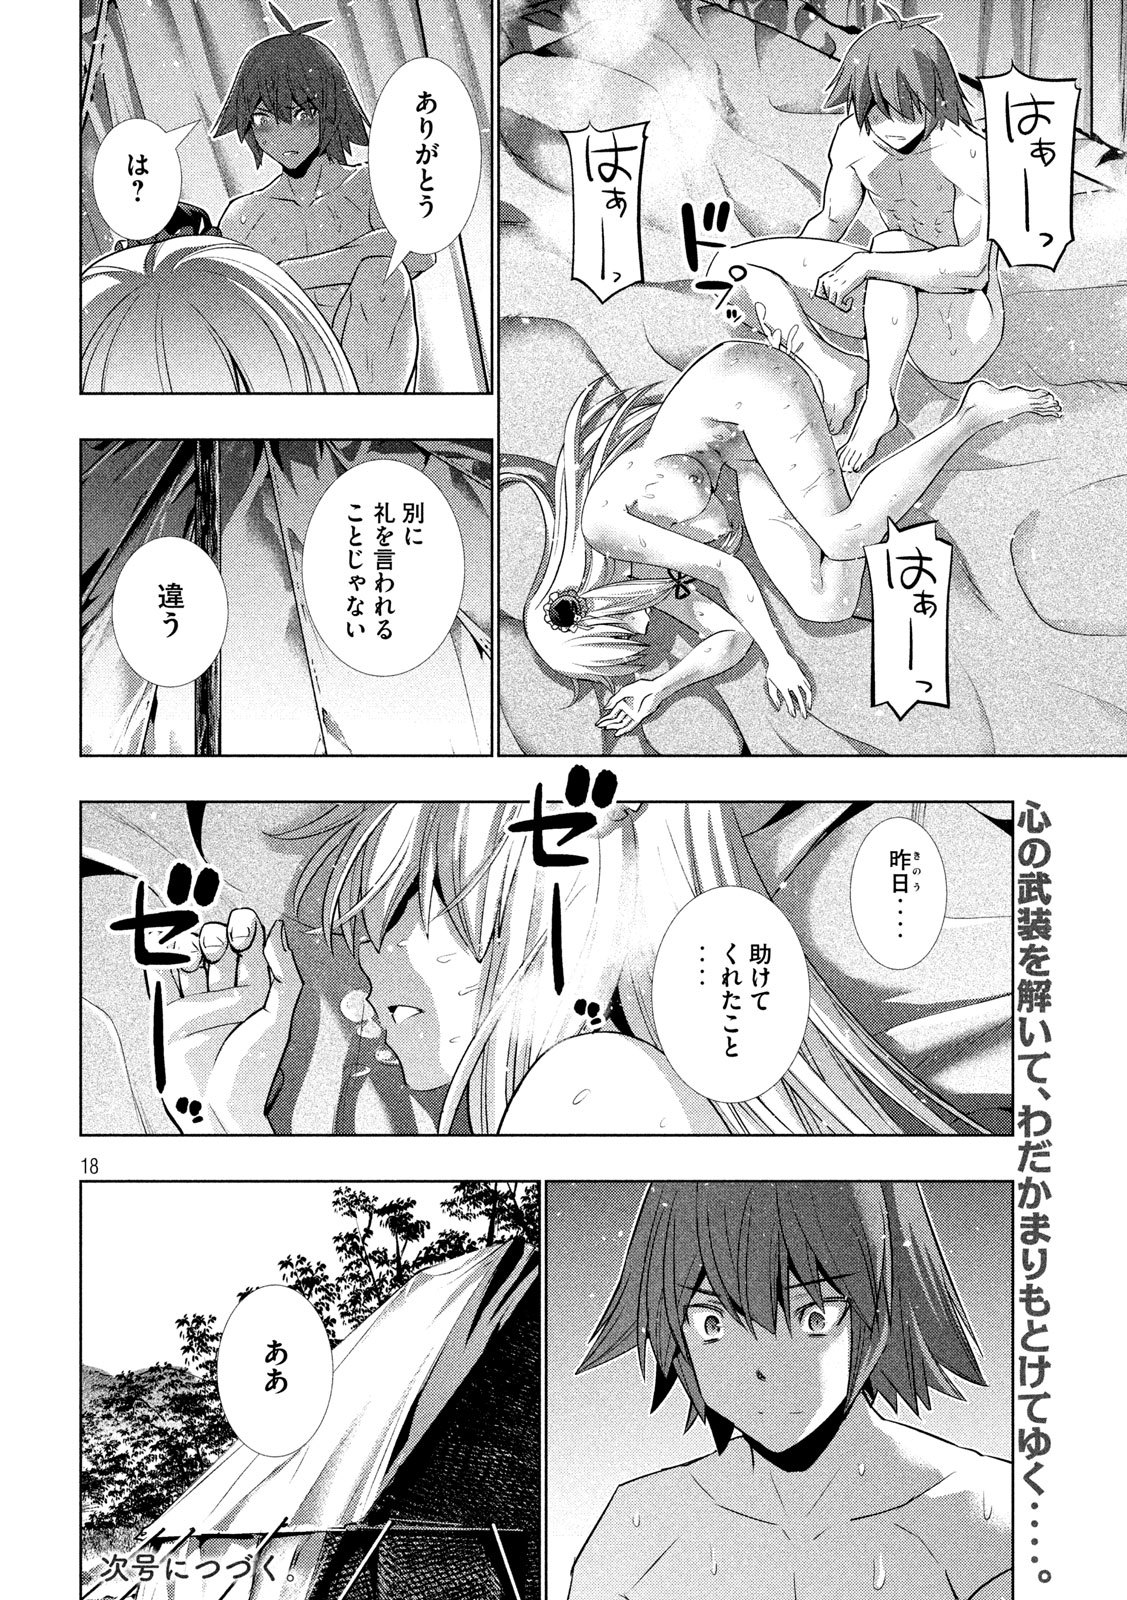 はぁーっ
はぁーっ
ドプッ
はぁーっ
ありがとう
は?
別に
礼を言われる
ことじゃない
違う
昨日‥‥
きのう
助けて
くれたこと
‥‥
ゼー
ゼー
18
ああ
心の武装を解いて、わだかまりもとけてゆく‥‥。
次号につづく。